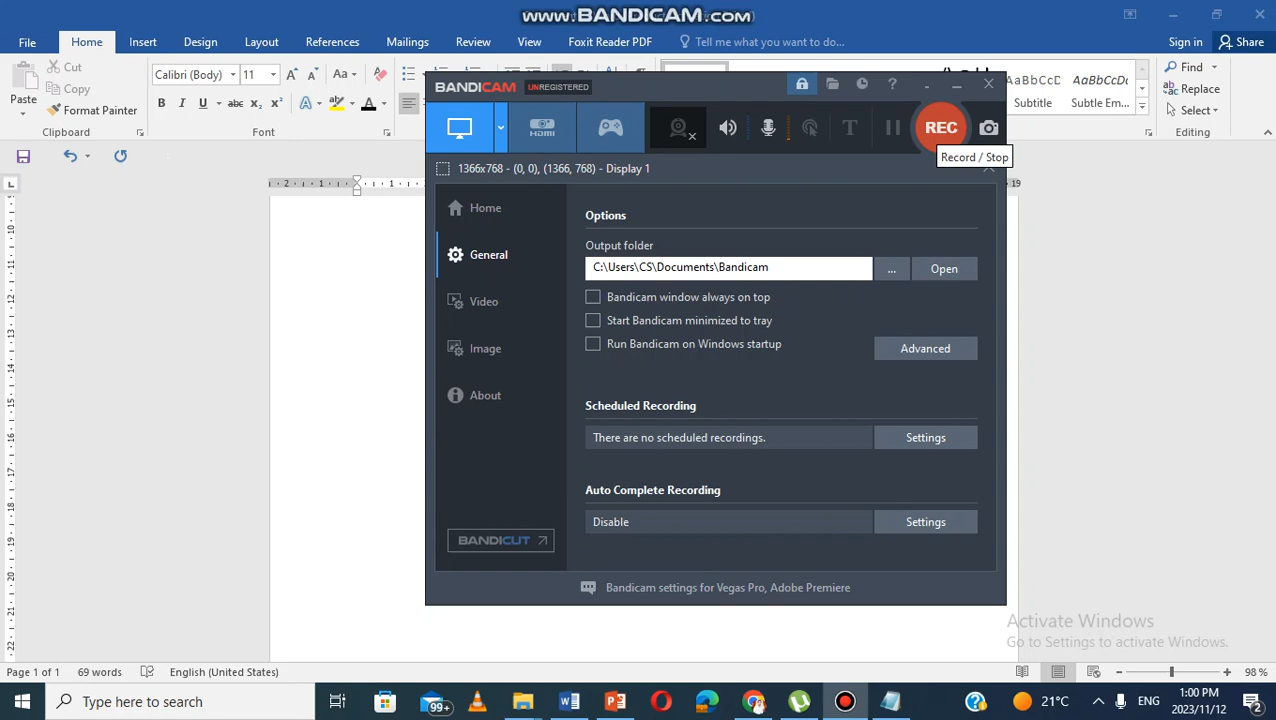 www.BANDICAM.com
File
Home
Insert
Design
Layout
References
Mailings
Review
View
Foxit Reader PDF
Tell me what you want to do...
Sign in
Share
Cut
Copy
Paste
Format Painter
Clipboard
Calibri (Body)
11
Aa
B I U abc x₂ x²
A
A
AaBbCcD
AaBbCcD
Subtitle
Subtle Em...
Find
Replace
Select
Editing
BANDICAM UNREGISTERED
HDMI
REC
Record / Stop
1366x768 - (0, 0), (1366, 768) - Display 1
Home
General
Video
Image
About
BANDICUT
Options
Output folder
C:\Users\CS\Documents\Bandicam
...
Open
Bandicam window always on top
Start Bandicam minimized to tray
Run Bandicam on Windows startup
Advanced
Scheduled Recording
There are no scheduled recordings.
Settings
Auto Complete Recording
Disable
Settings
Bandicam settings for Vegas Pro, Adobe Premiere
Activate Windows
Go to Settings to activate Windows.
Page 1 of 1
69 words
English (United States)
98 %
Type here to search
99+
21°C
ENG
1:00 PM
2023/11/12
2